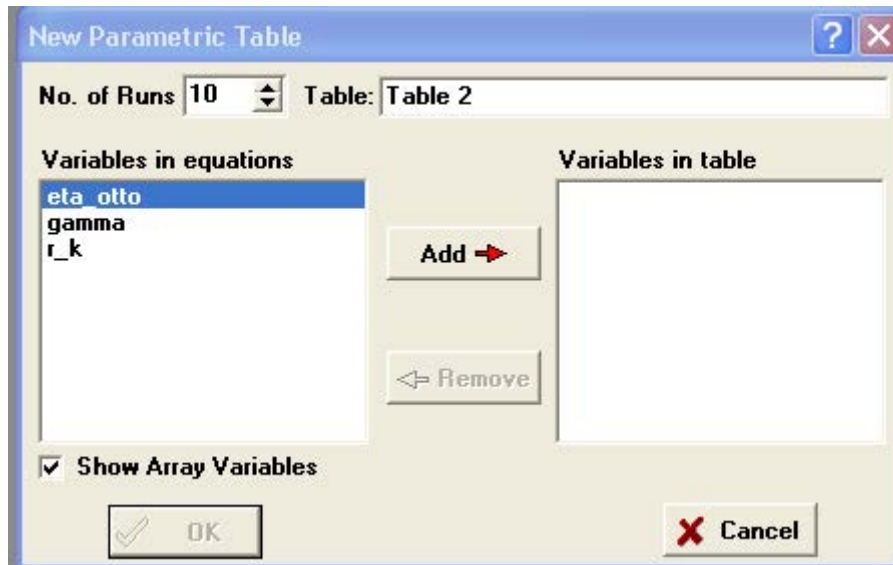 New Parametric Table
No. of Runs 10 Table: Table 2
Variables in equations
Variables in table
eta_otto
gamma
r_k
Add
Remove
Show Array Variables
OK
Cancel